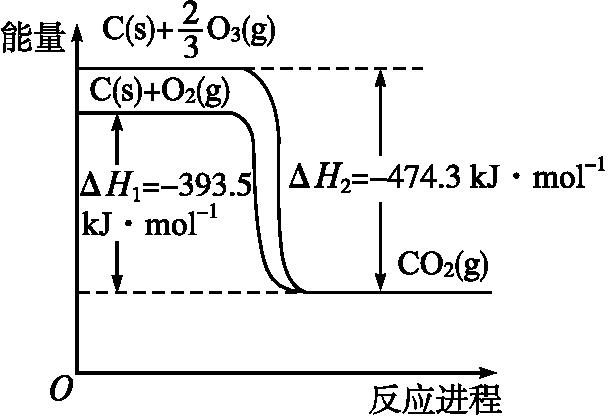 能量
C(s)+2/3O₃(g)
C(s)+O₂(g)
ΔH₁=−393.5
kJ·mol⁻¹
ΔH₂=−474.3 kJ·mol⁻¹
CO₂(g)
O
反应进程